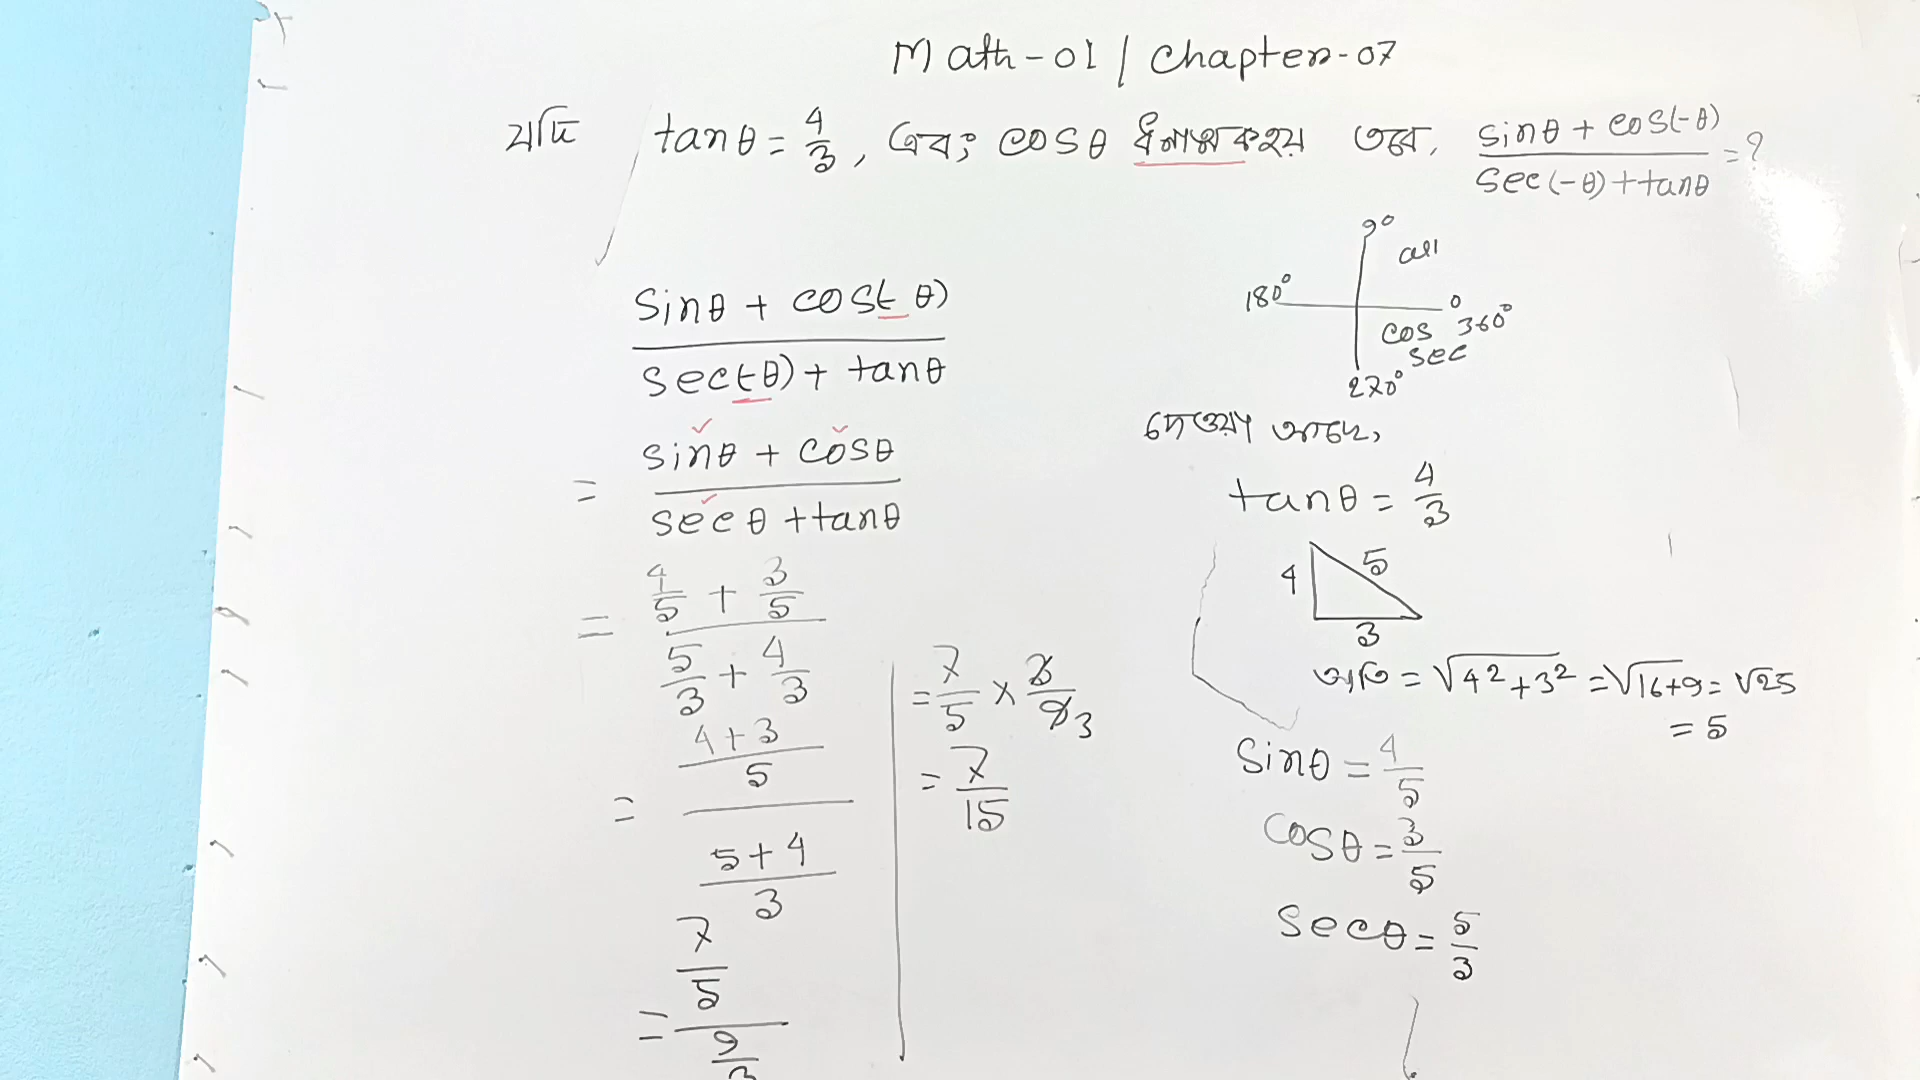 Math-01 | Chapter-07
যদি tanθ = 4/3, এবং cosθ ধনাত্মক হয় তবে, (sinθ + cos(-θ))/(sec(-θ) + tanθ) = ?
90°
all
180°
0
360°
cos
sec
270°
(sinθ + cos(-θ))/(sec(-θ) + tanθ)
= (sinθ + cosθ)/(secθ + tanθ)
= (4/5 + 3/5)/(5/3 + 4/3)
= ((4+3)/5)/((5+4)/3)
= (7/5)/(9/3)
= 7/5 × 3/9 3
= 7/15
দেওয়া আছে,
tanθ = 4/3
4
5
3
অতি = √4²+3² = √16+9 = √25
= 5
sinθ = 4/5
cosθ = 3/5
secθ = 5/3